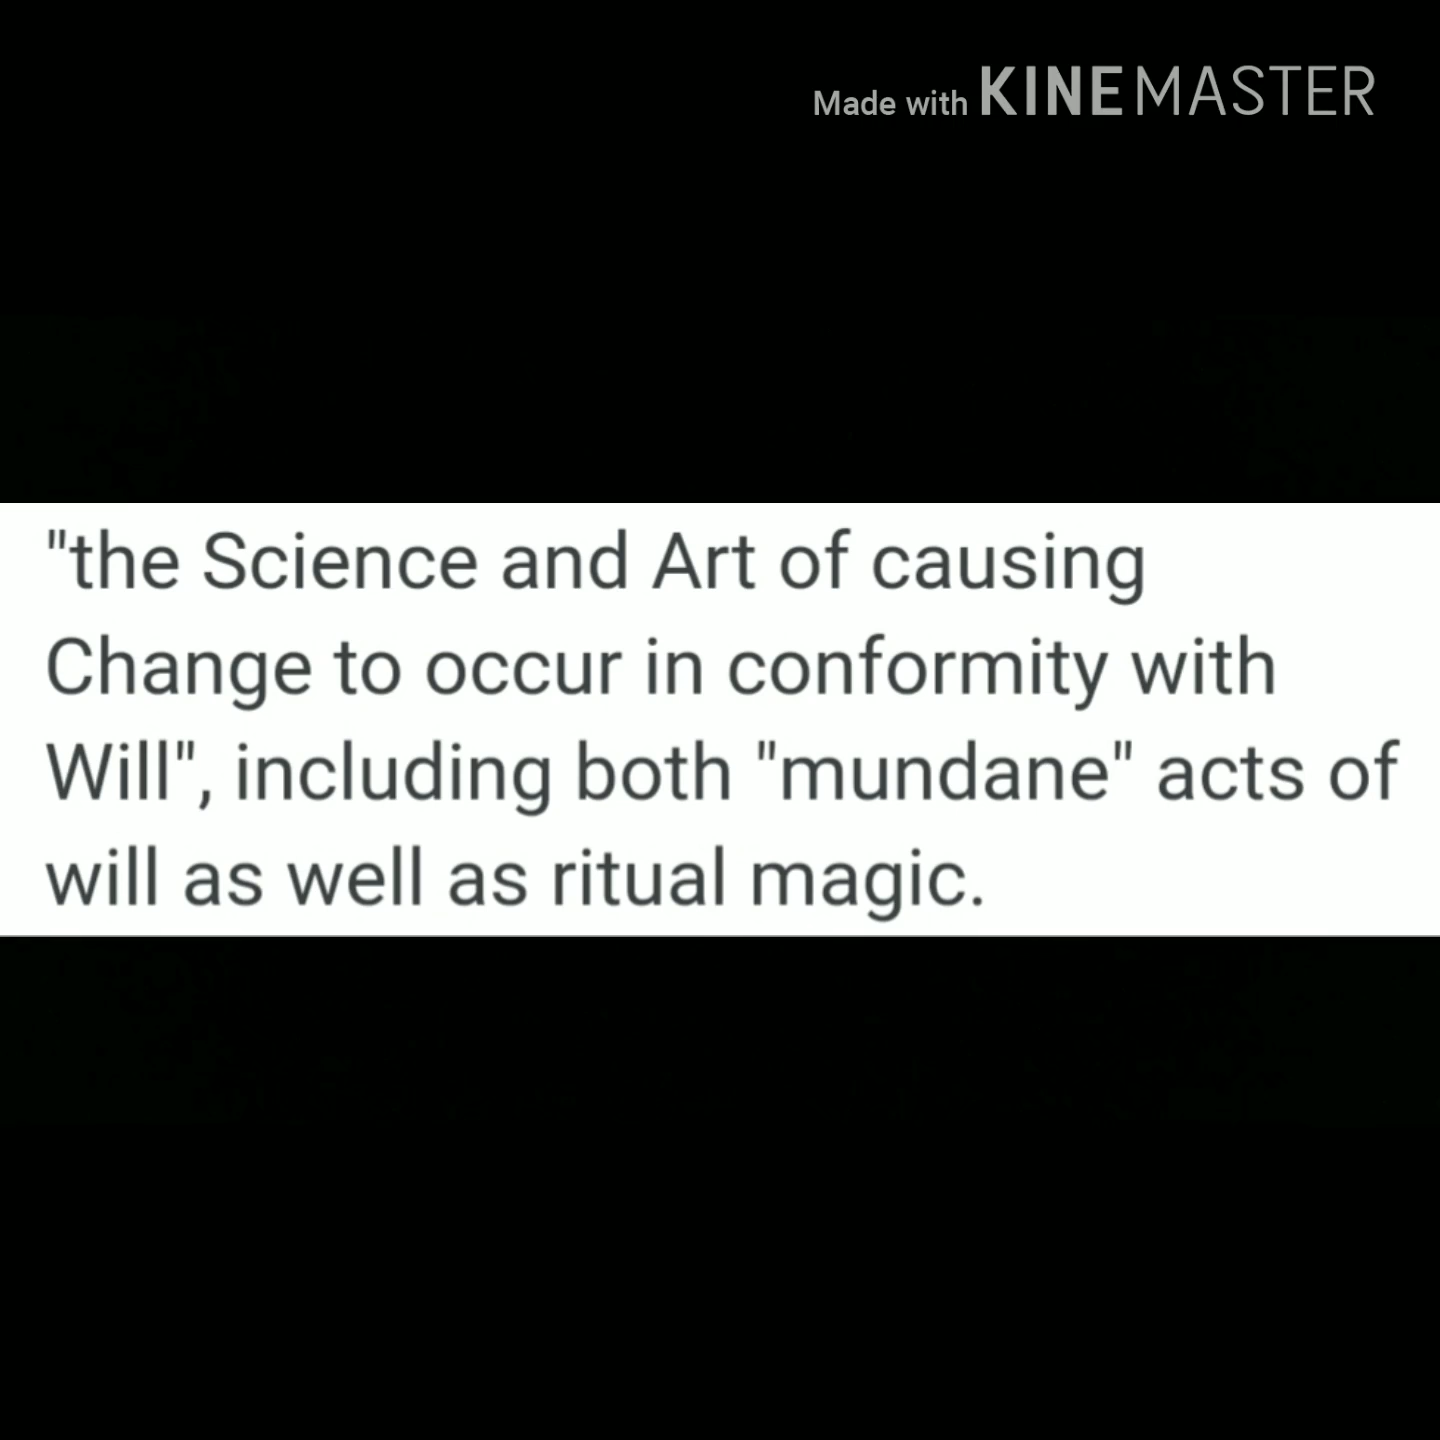 Made with KINEMASTER
"the Science and Art of causing
Change to occur in conformity with
Will", including both "mundane" acts of
will as well as ritual magic.